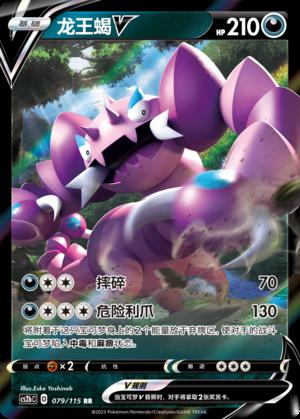 基础 龙王蝎V HP 210
摔碎 70
危险利爪 130
将附着于这只宝可梦身上的2个能量放于弃牌区，使对手的战斗
宝可梦陷入中毒和麻痹状态。
弱点 ×2 抗性 撤退
V规则
当宝可梦V【昏厥】时，对手将拿取2张奖赏卡。
Illus.Eske Yoshinob
cs3bC D 079/115 RR
©2023 Pokémon/Nintendo/Creatures/GAME FREAK.